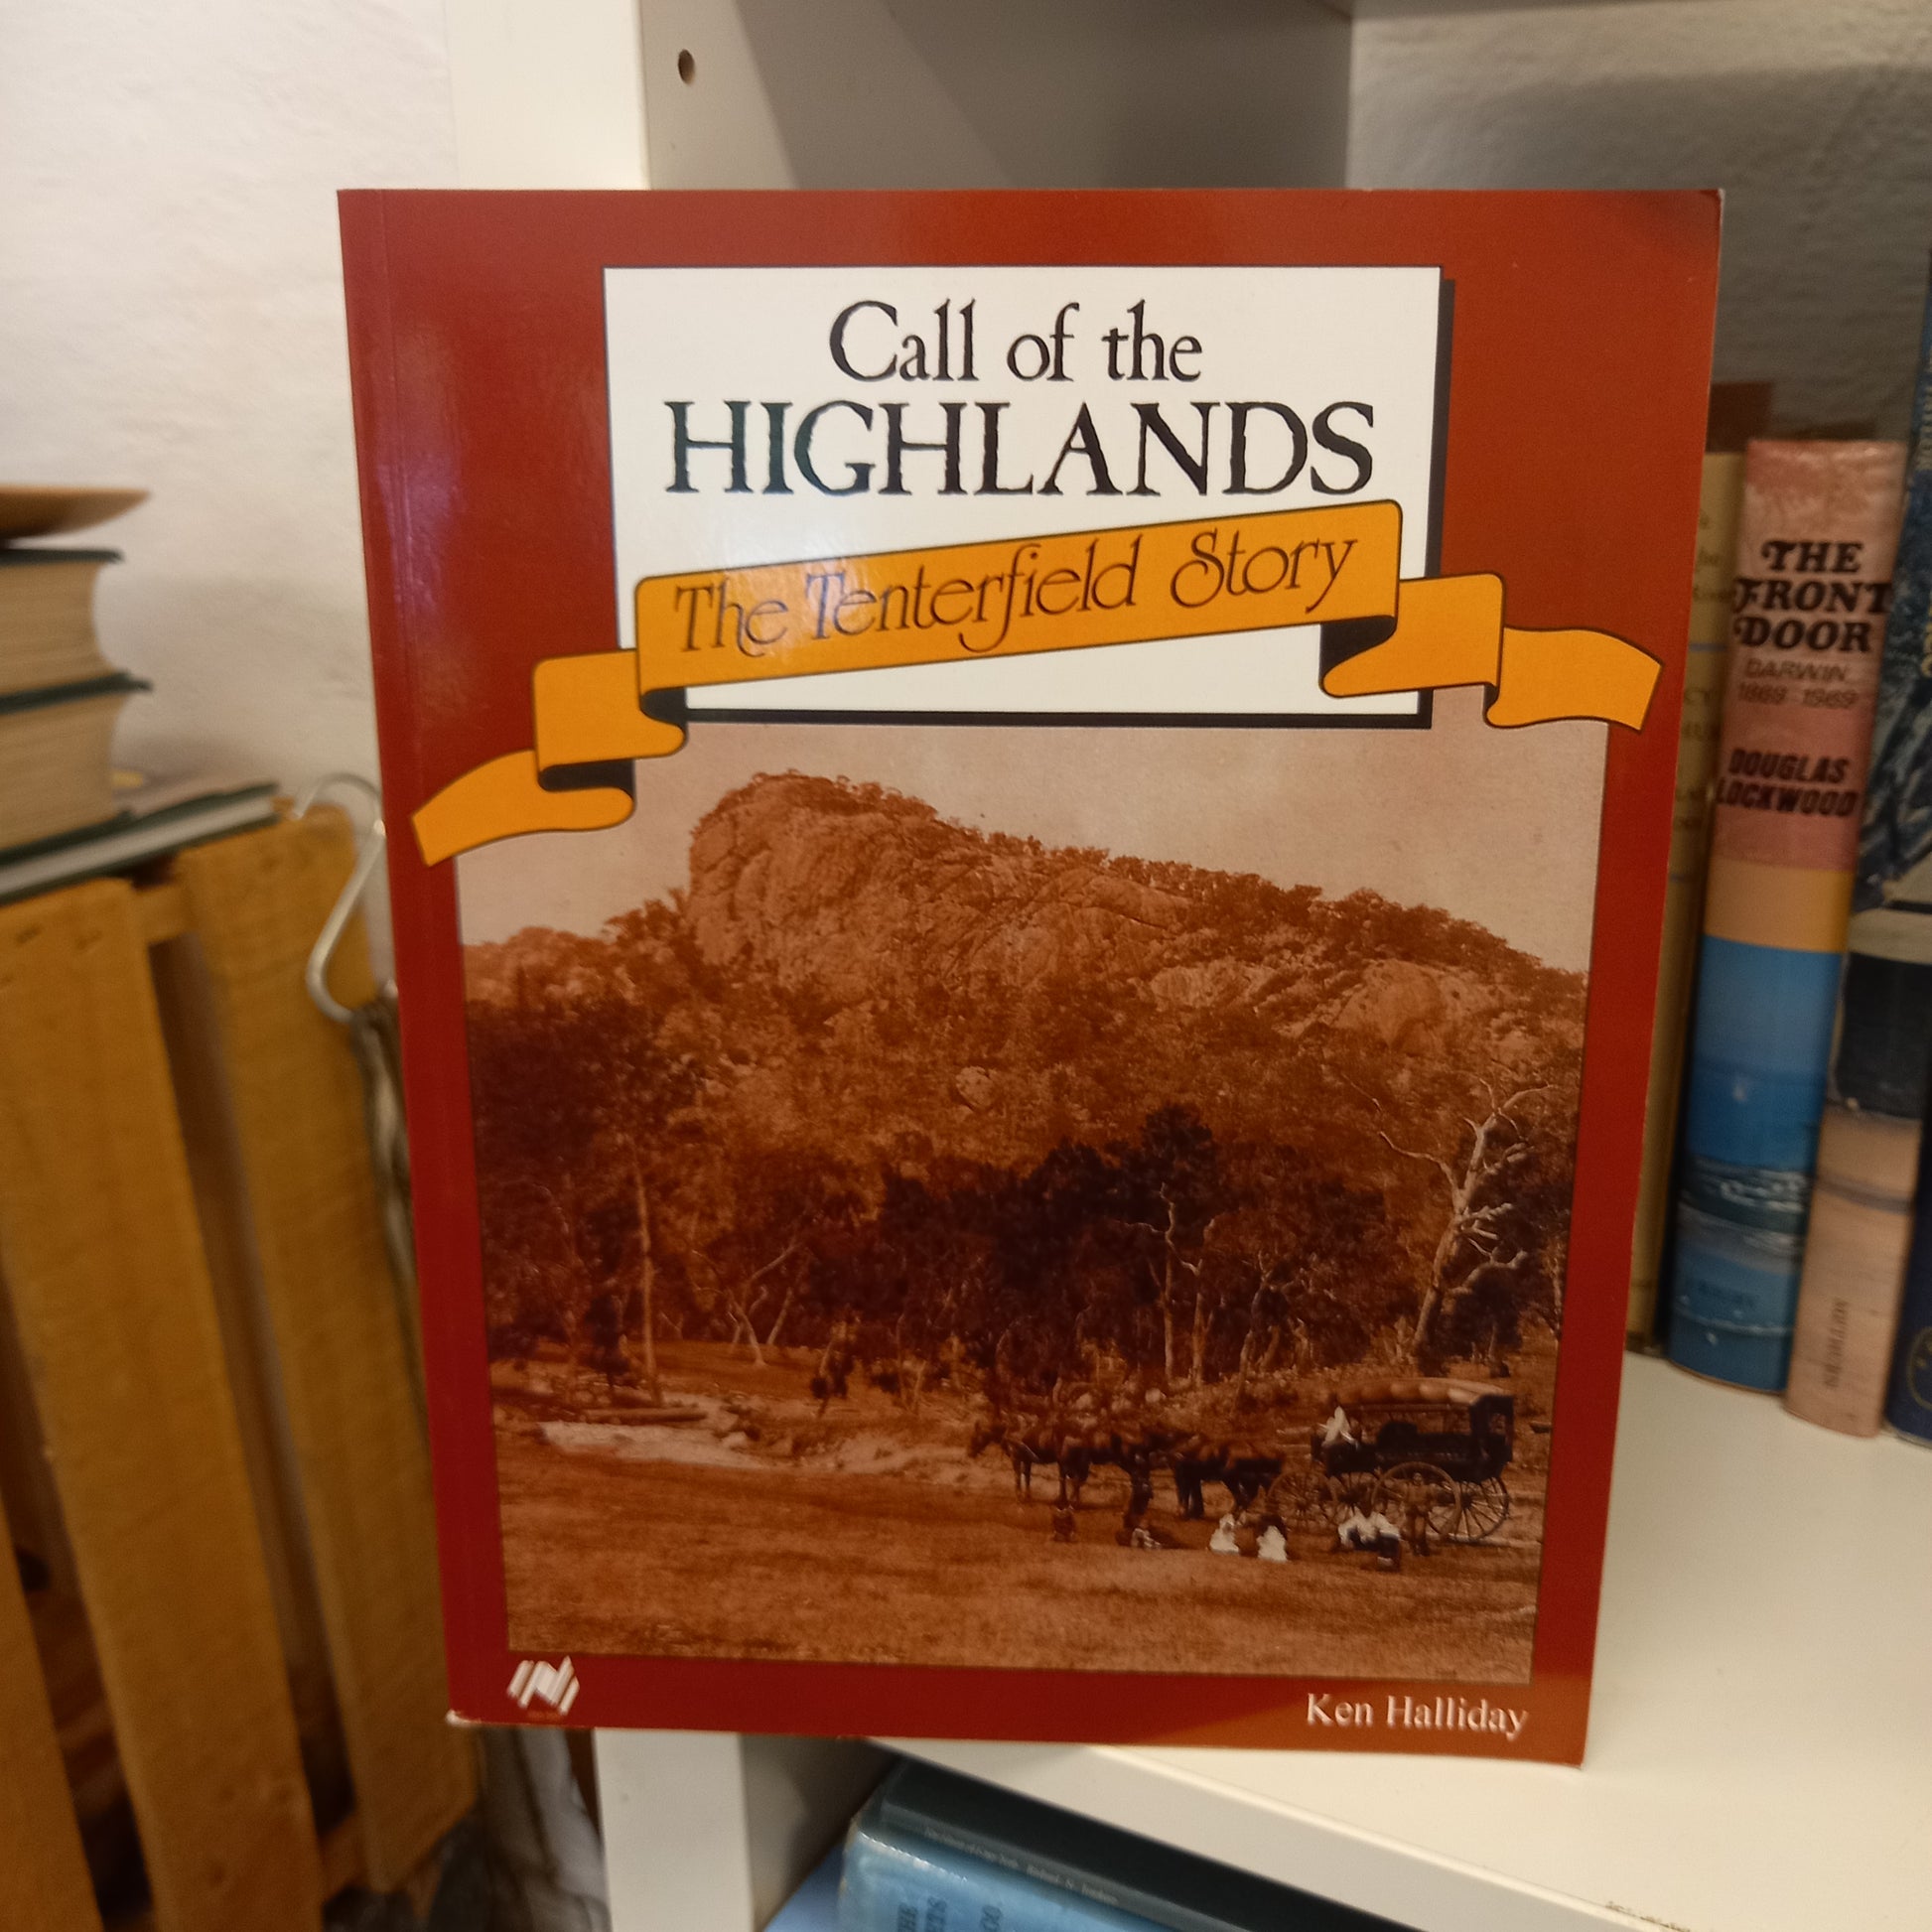 Call of the
HIGHLANDS
The Tenterfield Story
Ken Halliday
THE
FRONT
DOOR
DARWIN
1869-1969
DOUGLAS
LOCKWOOD